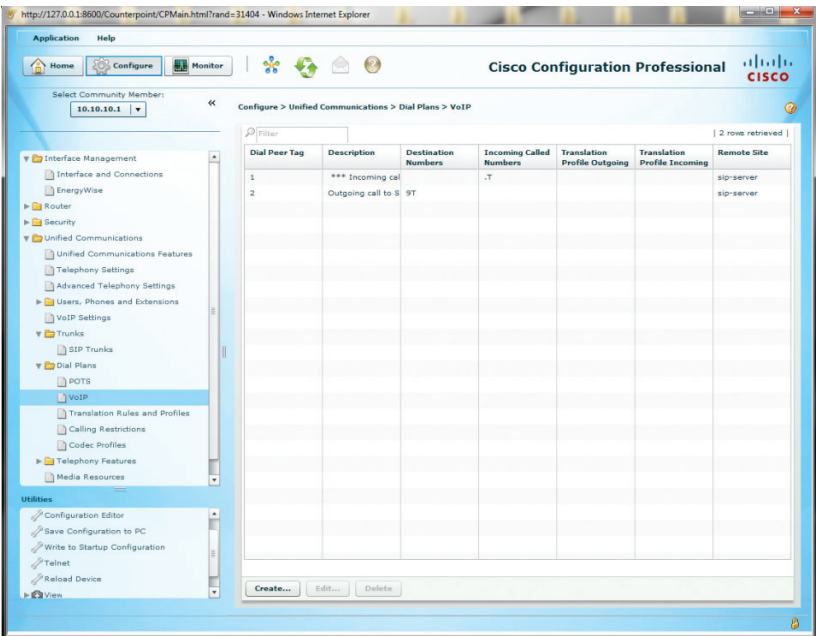 http://127.0.0.1:8600/Counterpoint/CPMain.html?rand=31404 - Windows Internet Explorer
Application Help
Home Configure Monitor
Cisco Configuration Professional
CISCO
Select Community Member:
10.10.10.1
«
Configure > Unified Communications > Dial Plans > VoIP
Filter
| 2 rows retrieved |
Interface Management
Interface and Connections
EnergyWise
Router
Security
Unified Communications
Unified Communications Features
Telephony Settings
Advanced Telephony Settings
Users, Phones and Extensions
VoIP Settings
Trunks
SIP Trunks
Dial Plans
POTS
VoIP
Translation Rules and Profiles
Calling Restrictions
Codec Profiles
Telephony Features
Media Resources
Utilities
Configuration Editor
Save Configuration to PC
Write to Startup Configuration
Telnet
Reload Device
View
Dial Peer Tag Description Destination Numbers Incoming Called Numbers Translation Profile Outgoing Translation Profile Incoming Remote Site
1 *** Incoming cal .T sip-server
2 Outgoing call to S 9T sip-server
Create... Edit... Delete